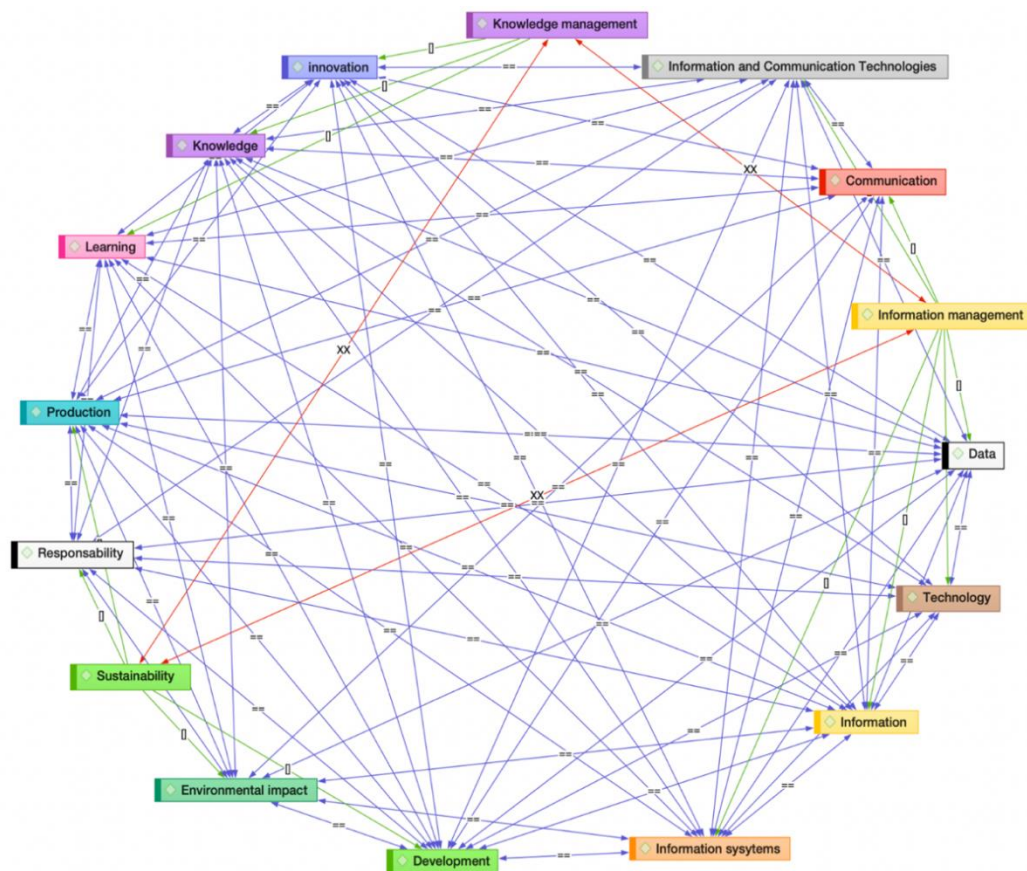 Knowledge management
innovation
Information and Communication Technologies
Knowledge
Communication
Learning
Information management
Production
Data
Responsability
Technology
Sustainability
Information
Environmental impact
Information sysytems
Development
[]
[]
[]
==
==
==
==
==
==
==
XX
XX
XX
[]
[]
[]
[]
[]
[]
[]
==
==
==
==
==
==
==
==
==
==